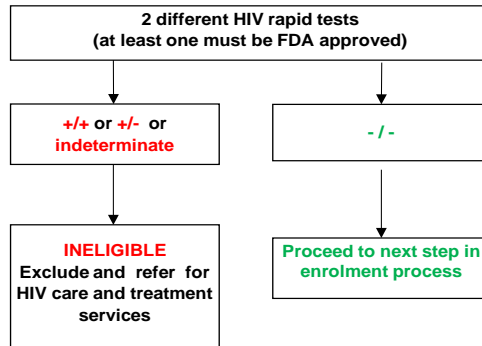 2 different HIV rapid tests
(at least one must be FDA approved)
+/+ or +/- or
indeterminate
- / -
INELIGIBLE
Exclude and refer for
HIV care and treatment
services
Proceed to next step in
enrolment process